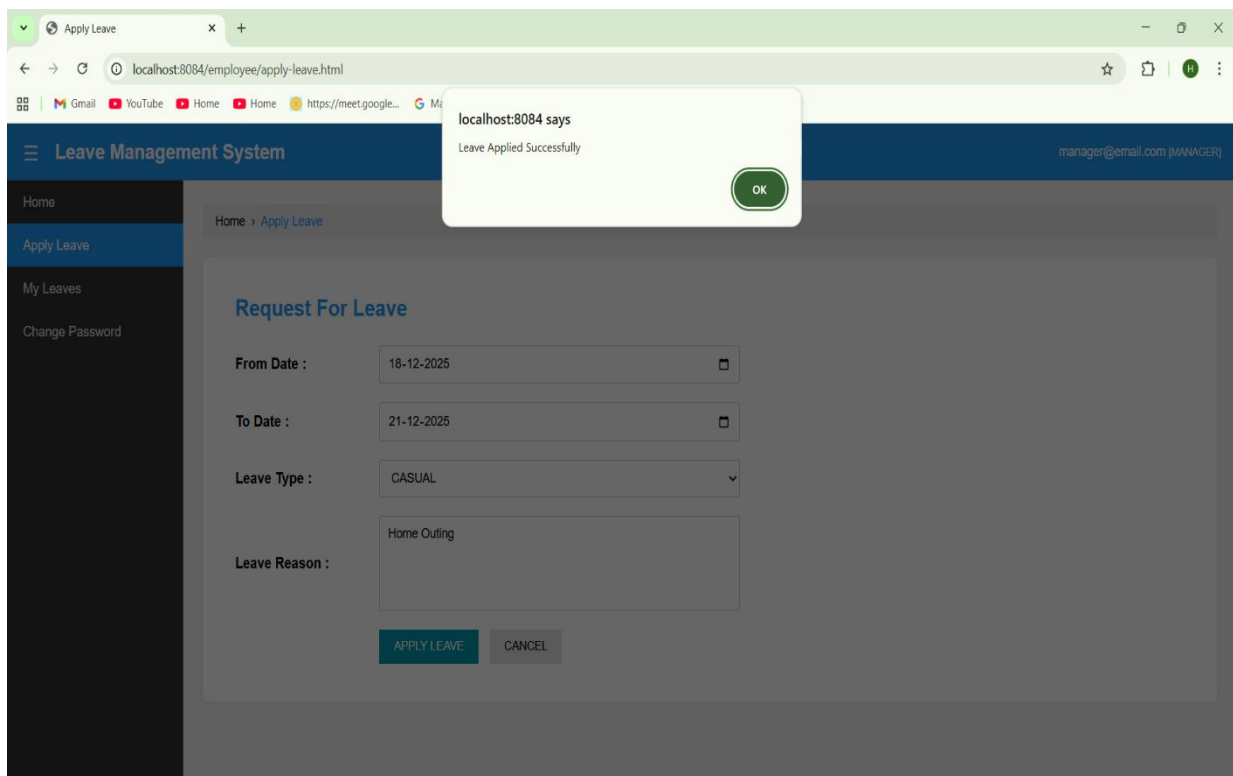 Apply Leave
localhost:8084/employee/apply-leave.html
Gmail YouTube Home Home https://meet.google... G
localhost:8084 says
Leave Applied Successfully
OK
Leave Management System
manager@email.com [MANAGER]
Home
Apply Leave
My Leaves
Change Password
Home › Apply Leave
Request For Leave
From Date : 18-12-2025
To Date : 21-12-2025
Leave Type : CASUAL
Leave Reason : Home Outing
APPLY LEAVE CANCEL
H